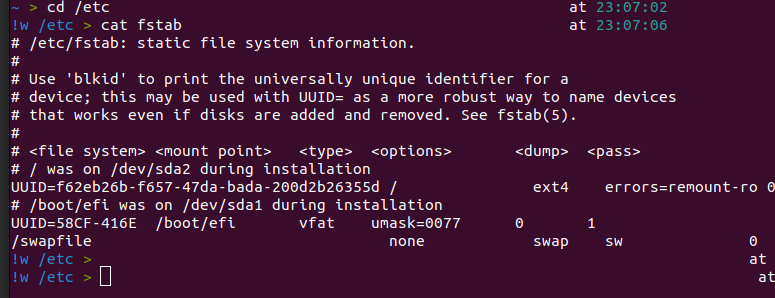 ~ > cd /etc at 23:07:02
!w /etc > cat fstab at 23:07:06
# /etc/fstab: static file system information.
#
# Use 'blkid' to print the universally unique identifier for a
# device; this may be used with UUID= as a more robust way to name devices
# that works even if disks are added and removed. See fstab(5).
#
# <file system> <mount point>   <type>  <options>       <dump>  <pass>
# / was on /dev/sda2 during installation
UUID=f62eb26b-f657-47da-bada-200d2b26355d /               ext4    errors=remount-ro 0
# /boot/efi was on /dev/sda1 during installation
UUID=58CF-416E  /boot/efi       vfat    umask=0077      0       1
/swapfile                                 none            swap    sw              0
!w /etc > at
!w /etc > at